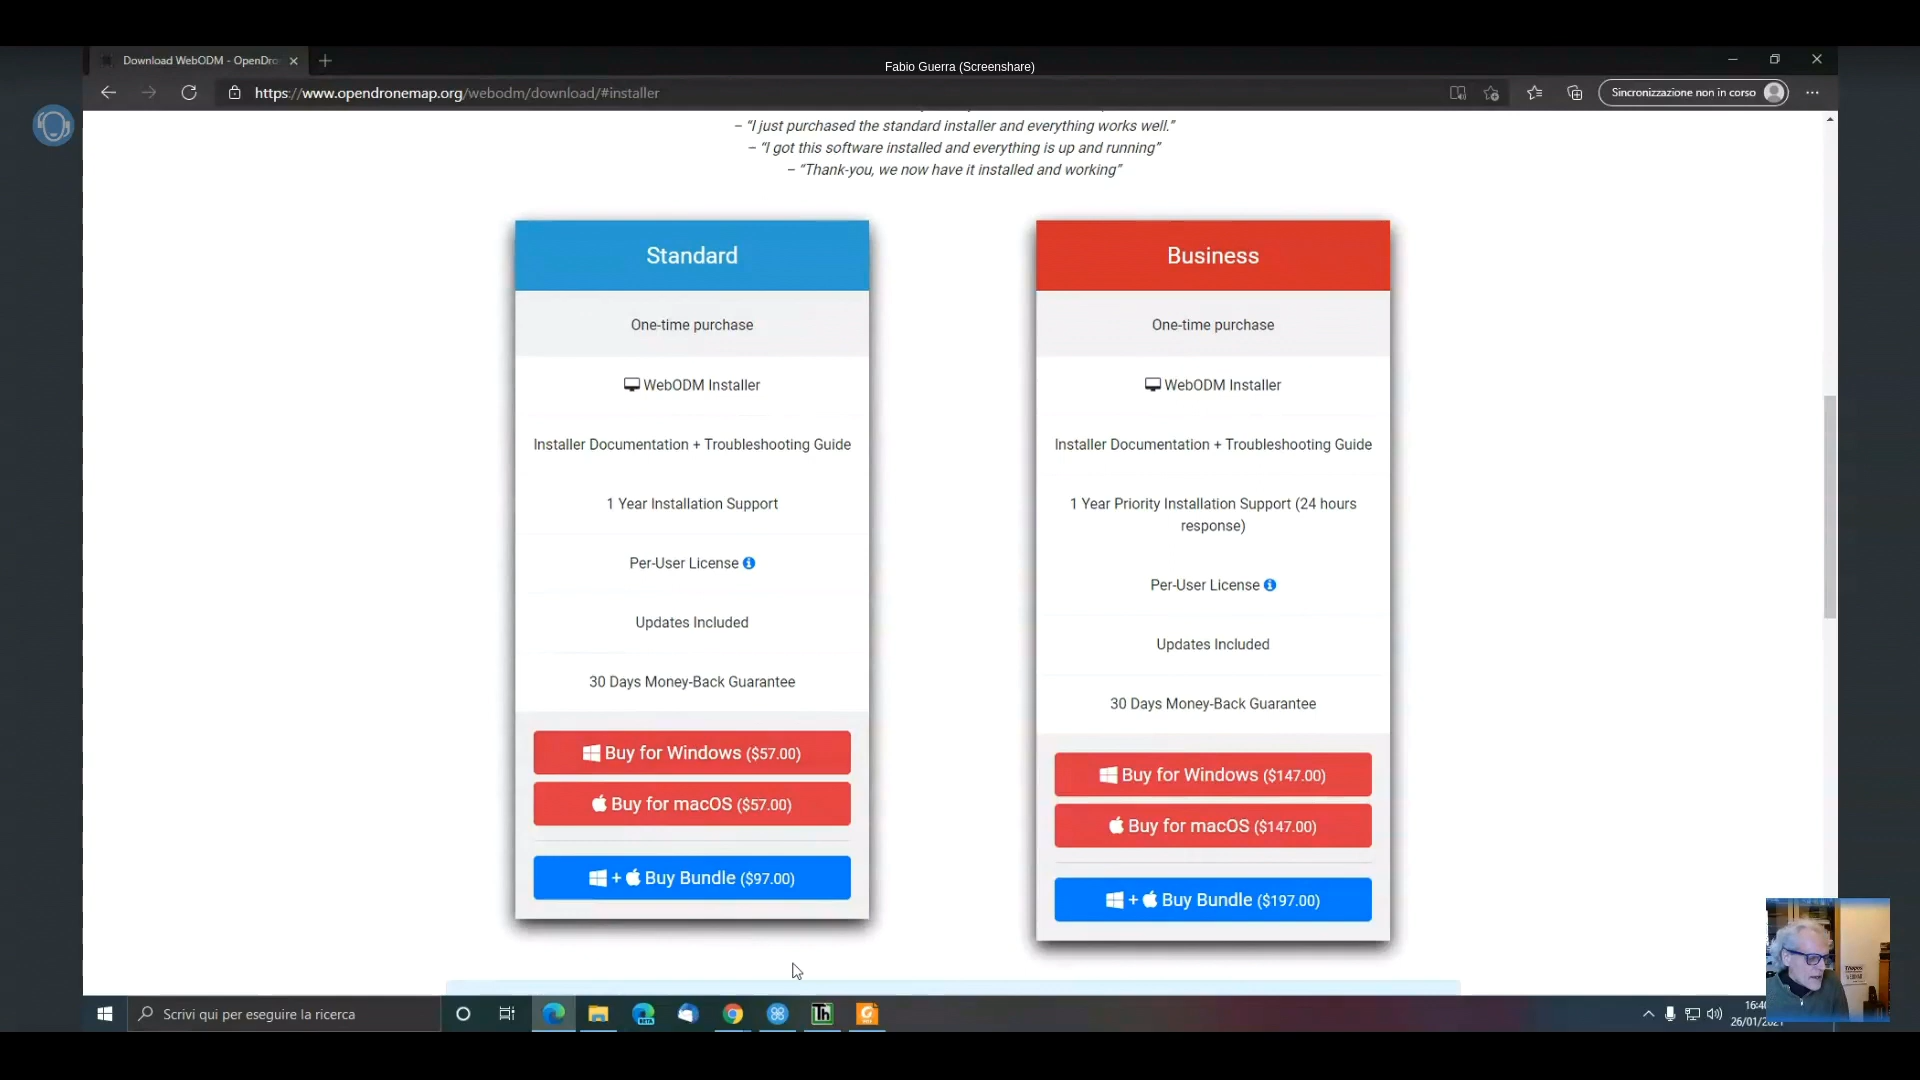 Download WebODM - OpenDro
Fabio Guerra (Screenshare)
https://www.opendronemap.org/webodm/download/#installer
Sincronizzazione non in corso
– “I just purchased the standard installer and everything works well.”
– “I got this software installed and everything is up and running”
– “Thank-you, we now have it installed and working”
Standard
One-time purchase
WebODM Installer
Installer Documentation + Troubleshooting Guide
1 Year Installation Support
Per-User License
Updates Included
30 Days Money-Back Guarantee
Buy for Windows ($57.00)
Buy for macOS ($57.00)
+ Buy Bundle ($97.00)
Business
One-time purchase
WebODM Installer
Installer Documentation + Troubleshooting Guide
1 Year Priority Installation Support (24 hours
response)
Per-User License
Updates Included
30 Days Money-Back Guarantee
Buy for Windows ($147.00)
Buy for macOS ($147.00)
+ Buy Bundle ($197.00)
Scrivi qui per eseguire la ricerca
Th